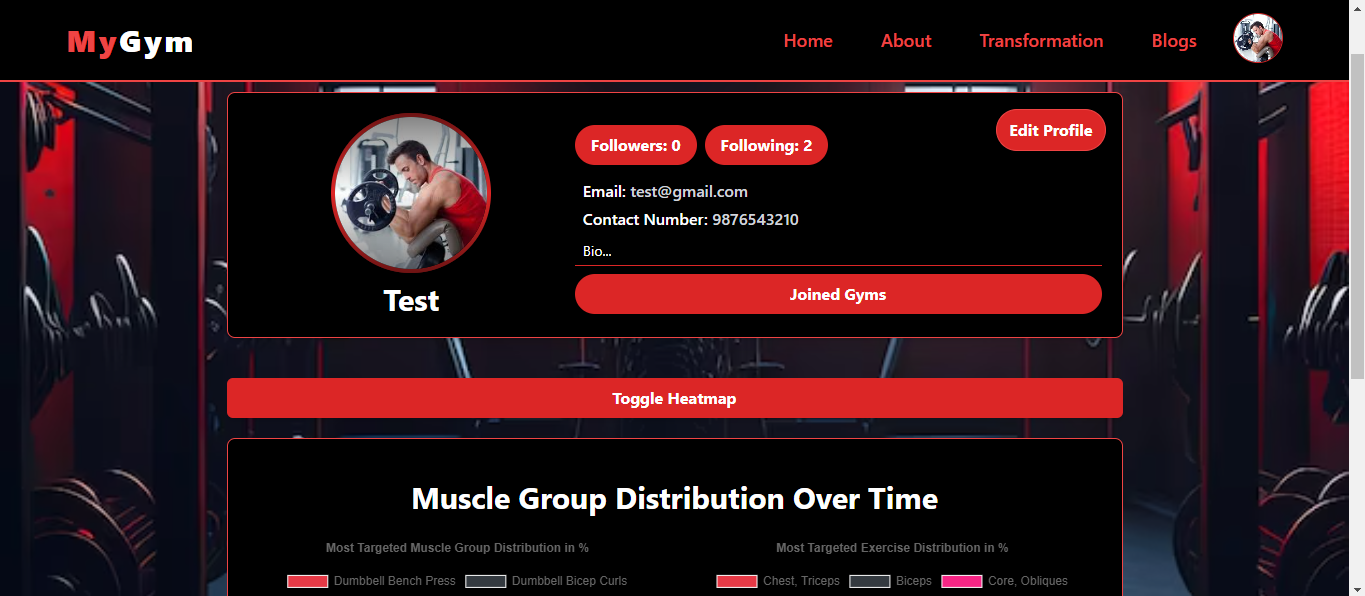 MyGym
Home About Transformation Blogs
Edit Profile
Followers: 0 Following: 2
Email: test@gmail.com
Contact Number: 9876543210
Bio...
Joined Gyms
Test
Toggle Heatmap
Muscle Group Distribution Over Time
Most Targeted Muscle Group Distribution in %
Dumbbell Bench Press Dumbbell Bicep Curls
Most Targeted Exercise Distribution in %
Chest, Triceps Biceps Core, Obliques